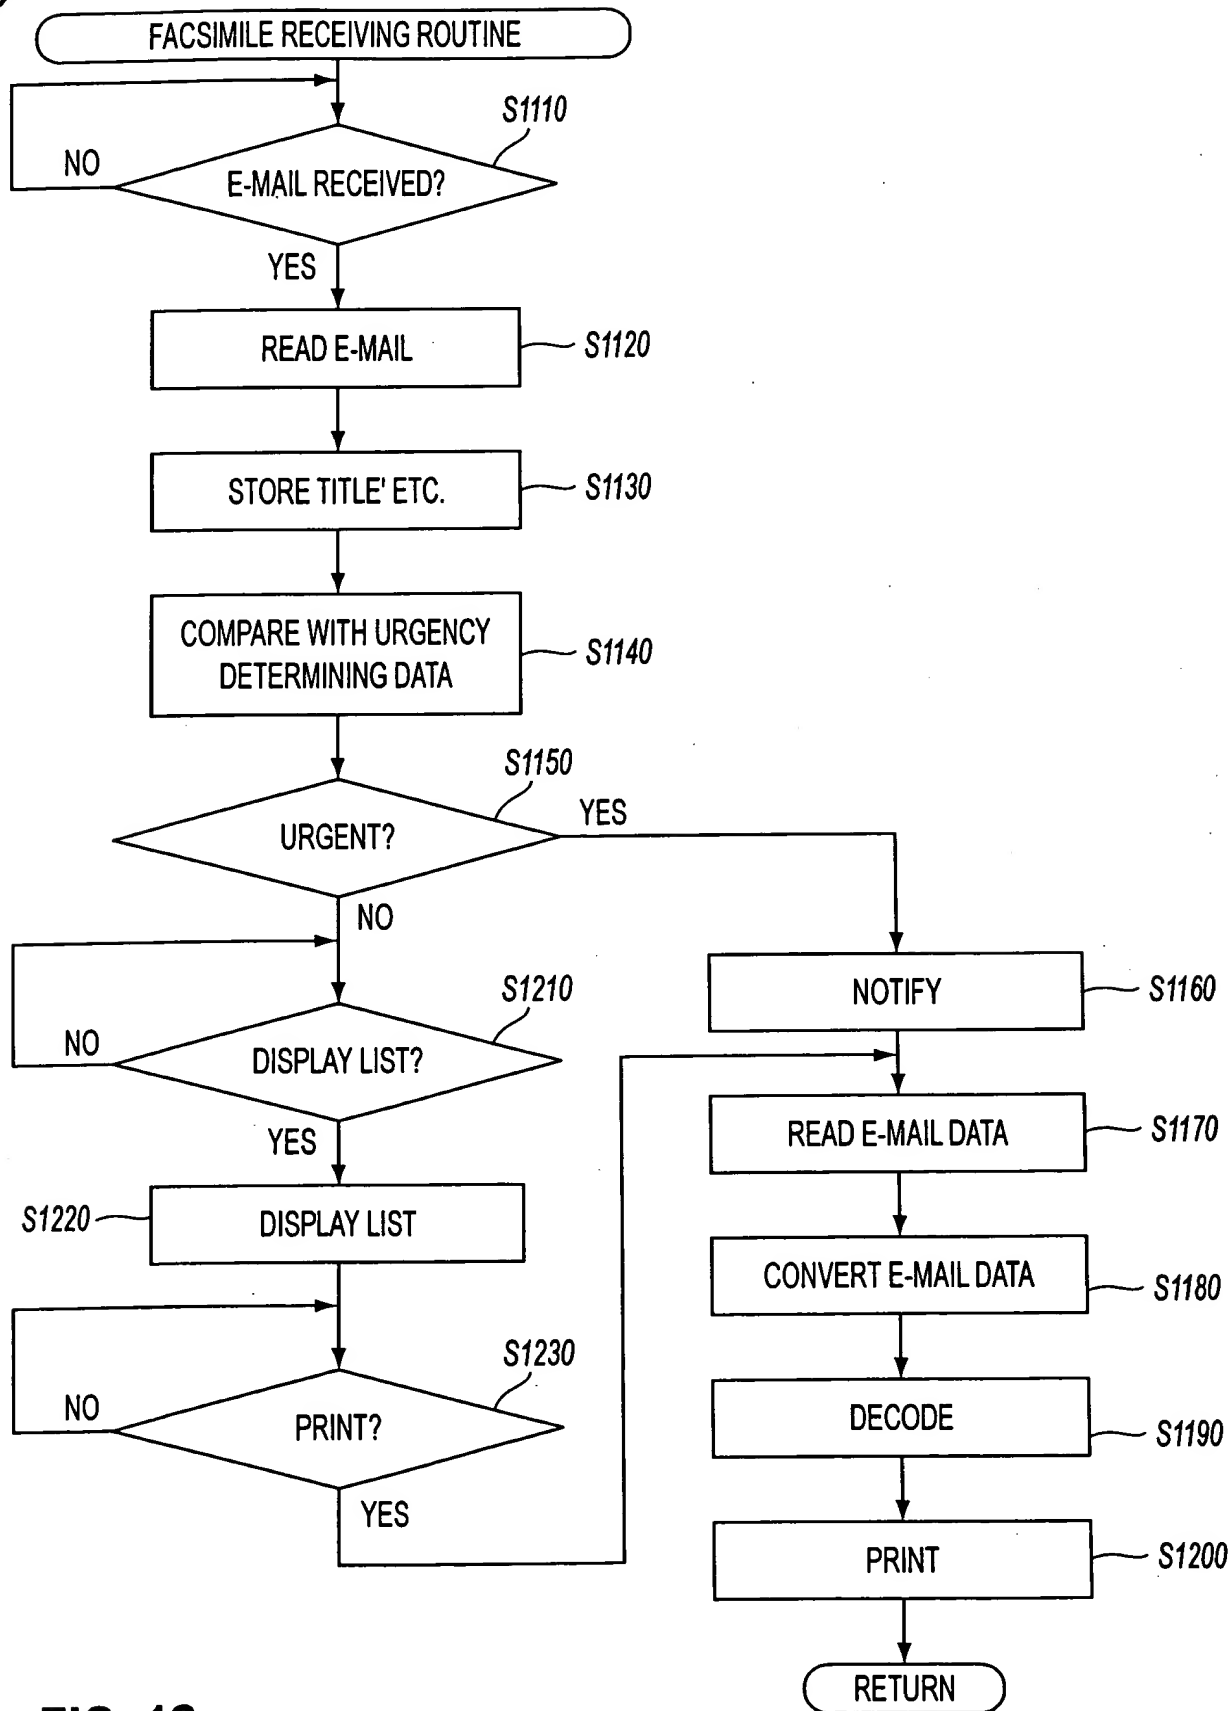 FACSIMILE RECEIVING ROUTINE
S1110
NO
E-MAIL RECEIVED?
YES
READ E-MAIL
S1120
STORE TITLE' ETC.
S1130
COMPARE WITH URGENCY
DETERMINING DATA
S1140
S1150
URGENT?
YES
NO
S1210
NO
DISPLAY LIST?
YES
S1220
DISPLAY LIST
S1230
NO
PRINT?
YES
NOTIFY
S1160
READ E-MAIL DATA
S1170
CONVERT E-MAIL DATA
S1180
DECODE
S1190
PRINT
S1200
RETURN